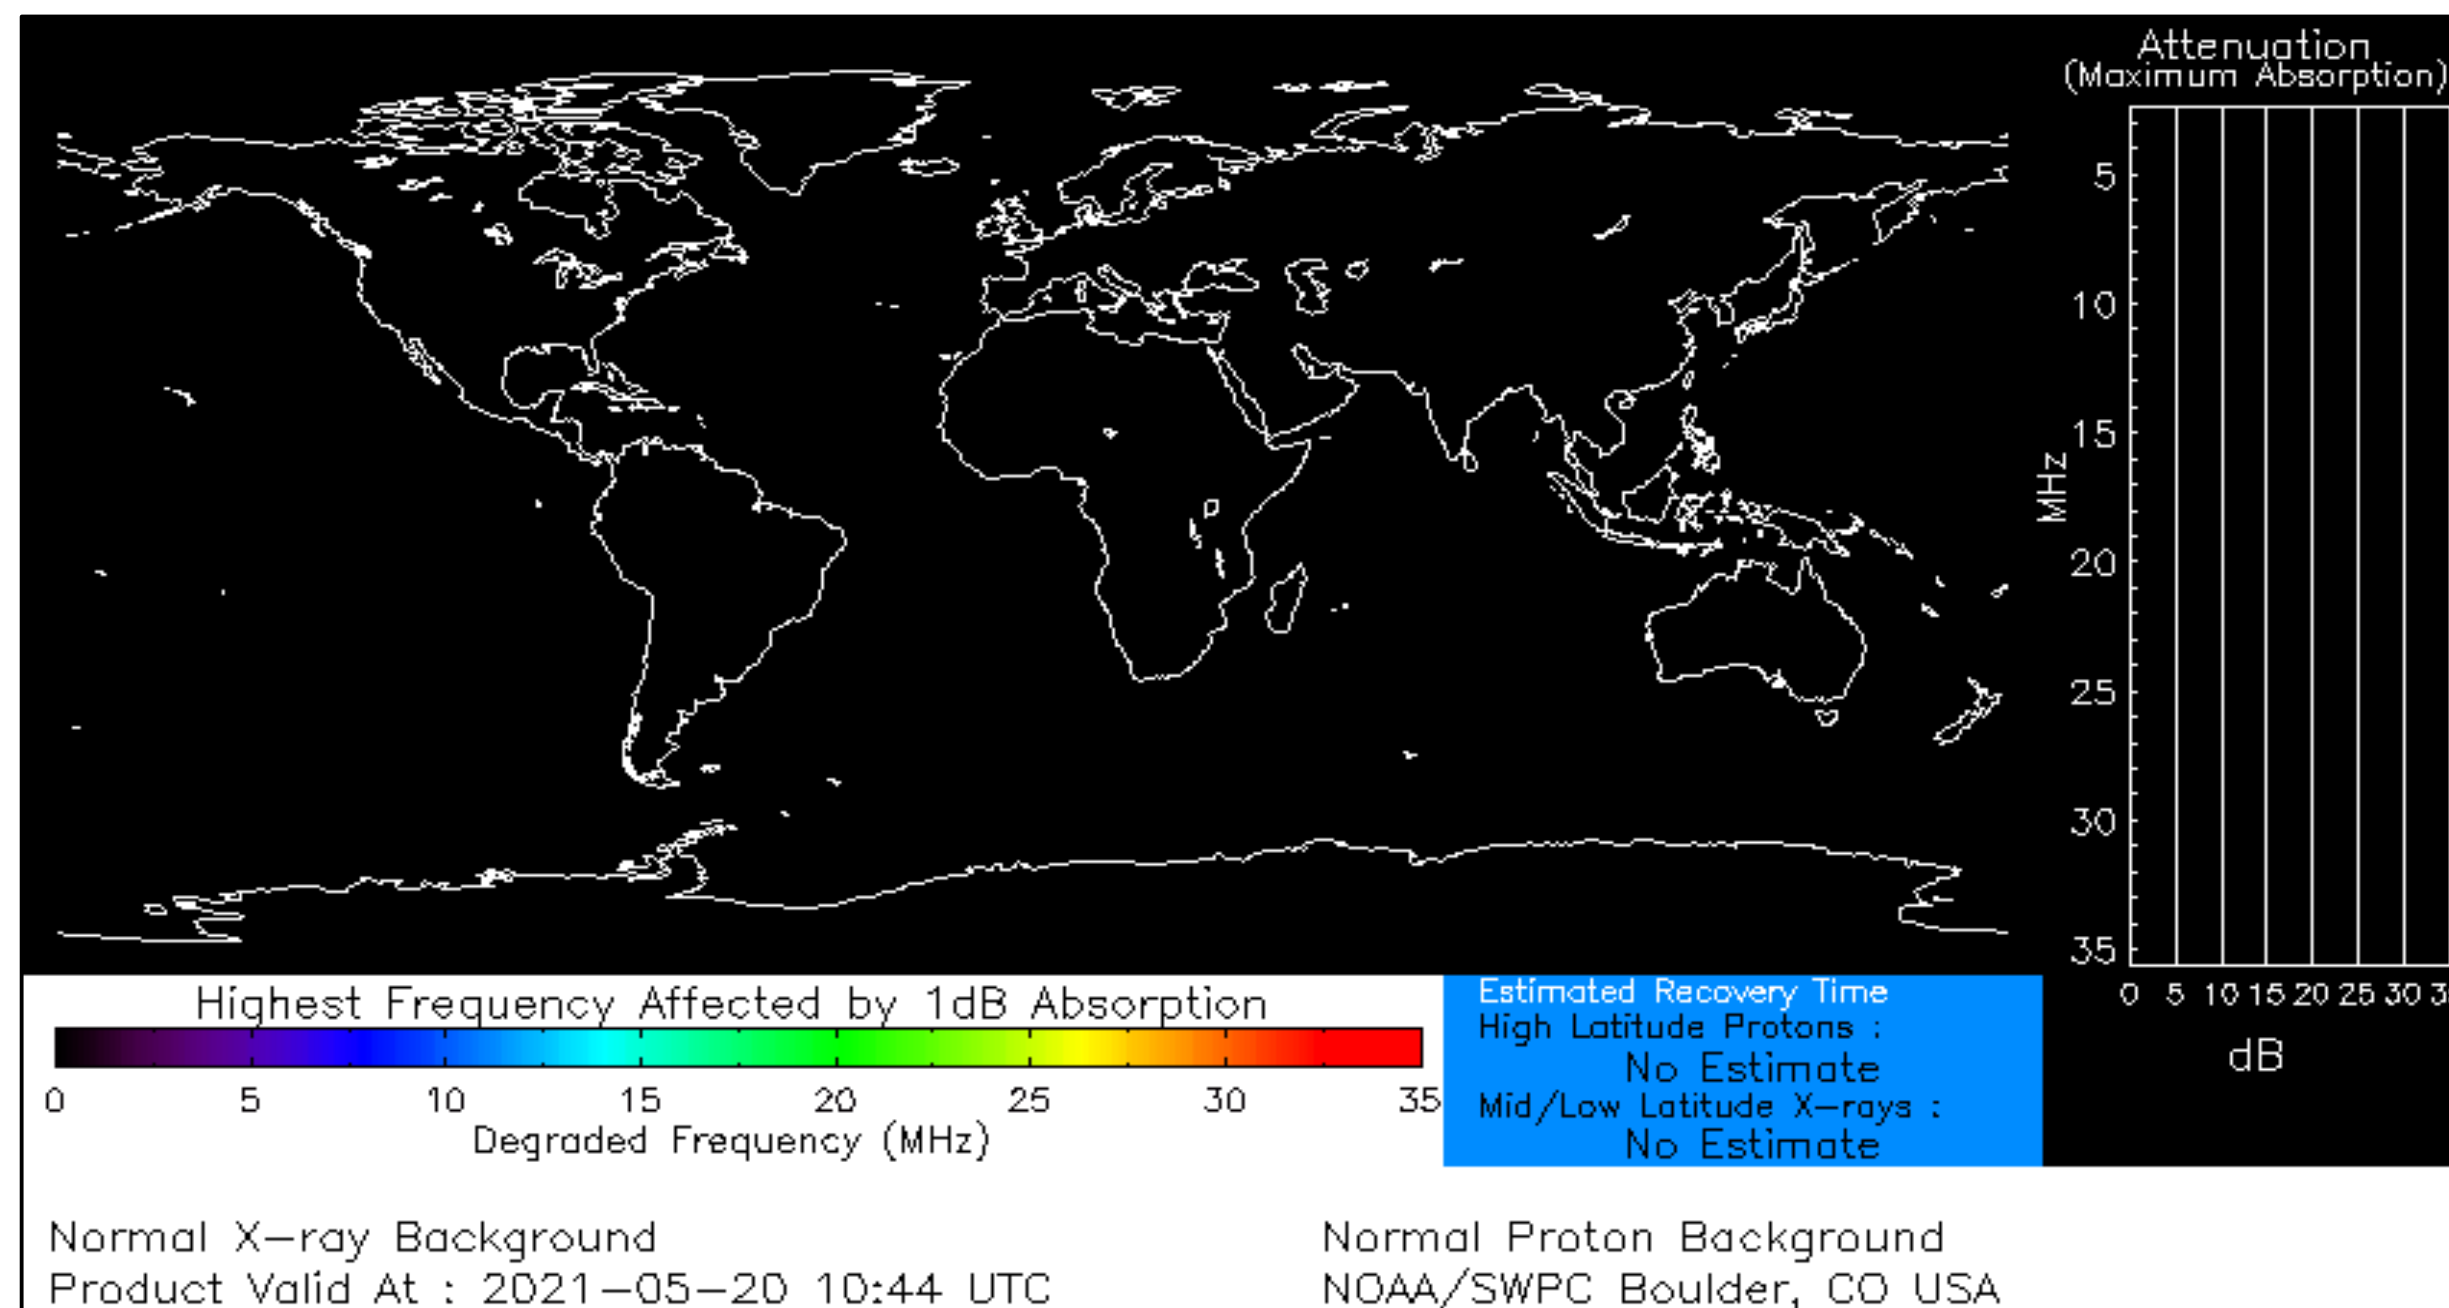 Attenuation
(Maximum Absorption)
5
10
15
20
25
30
35
MHz
0 5 10 15 20 25 30
dB
Highest Frequency Affected by 1dB Absorption
0 5 10 15 20 25 30 35
Degraded Frequency (MHz)
Estimated Recovery Time
High Latitude Protons :
No Estimate
Mid/Low Latitude X-rays :
No Estimate
Normal X-ray Background
Normal Proton Background
Product Valid At : 2021-05-20 10:44 UTC
NOAA/SWPC Boulder, CO USA